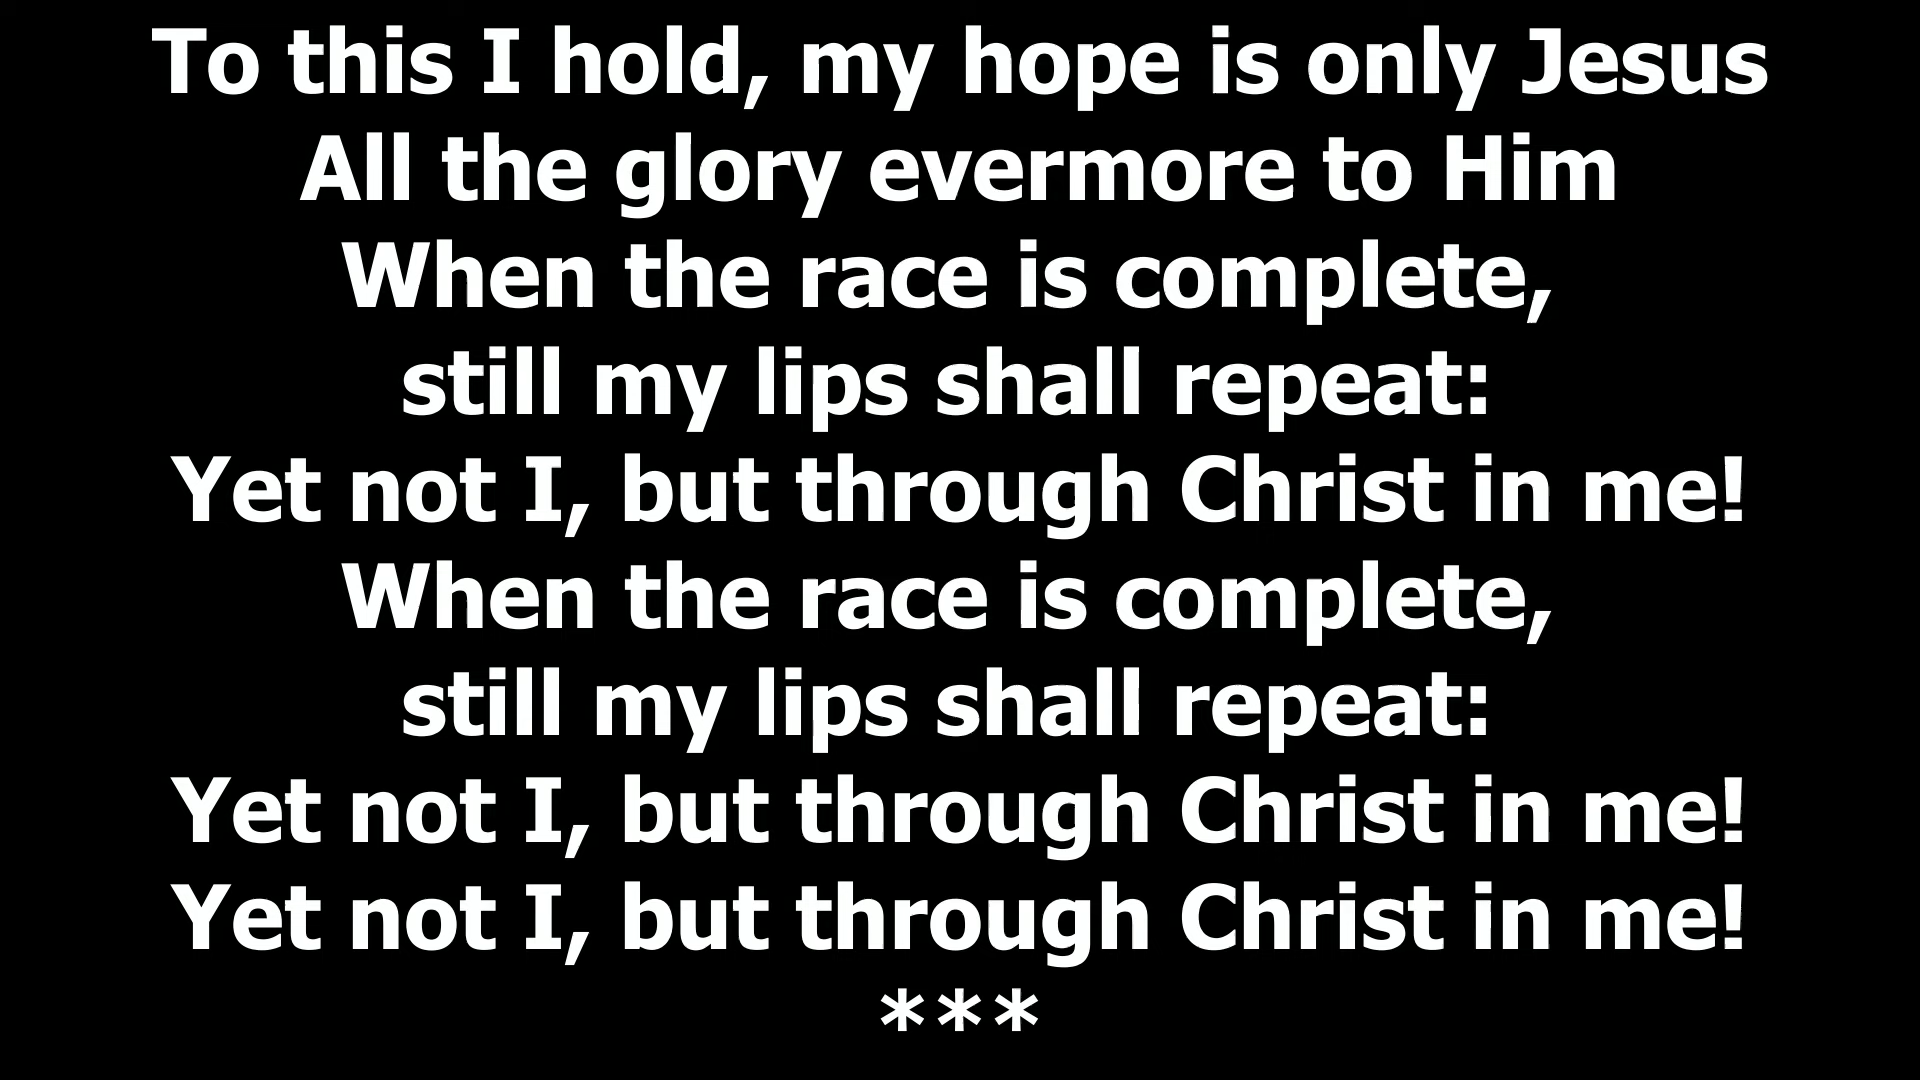 To this I hold, my hope is only Jesus
All the glory evermore to Him
When the race is complete,
still my lips shall repeat:
Yet not I, but through Christ in me!
When the race is complete,
still my lips shall repeat:
Yet not I, but through Christ in me!
Yet not I, but through Christ in me!
***